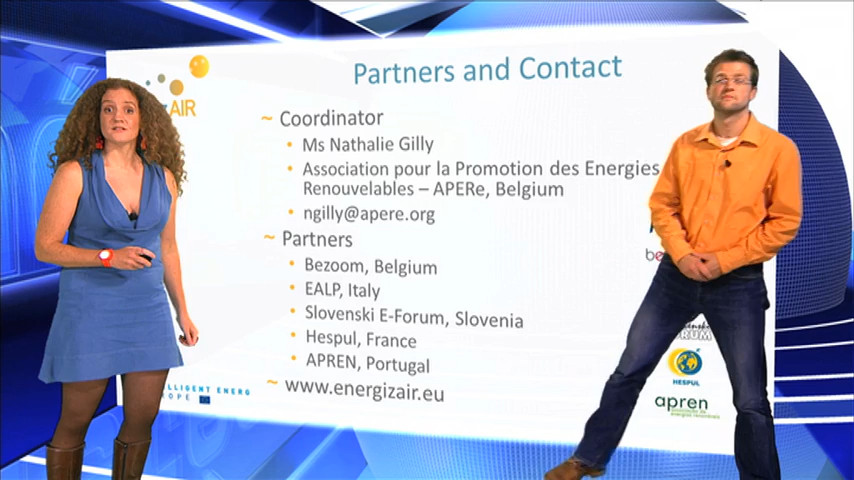 AIR
Partners and Contact
~ Coordinator
• Ms Nathalie Gilly
• Association pour la Promotion des Energies
Renouvelables – APERe, Belgium
• ngilly@apere.org
~ Partners
• Bezoom, Belgium
• EALP, Italy
• Slovenski E-Forum, Slovenia
• Hespul, France
• APREN, Portugal
~ www.energizair.eu
HESPUL
apren